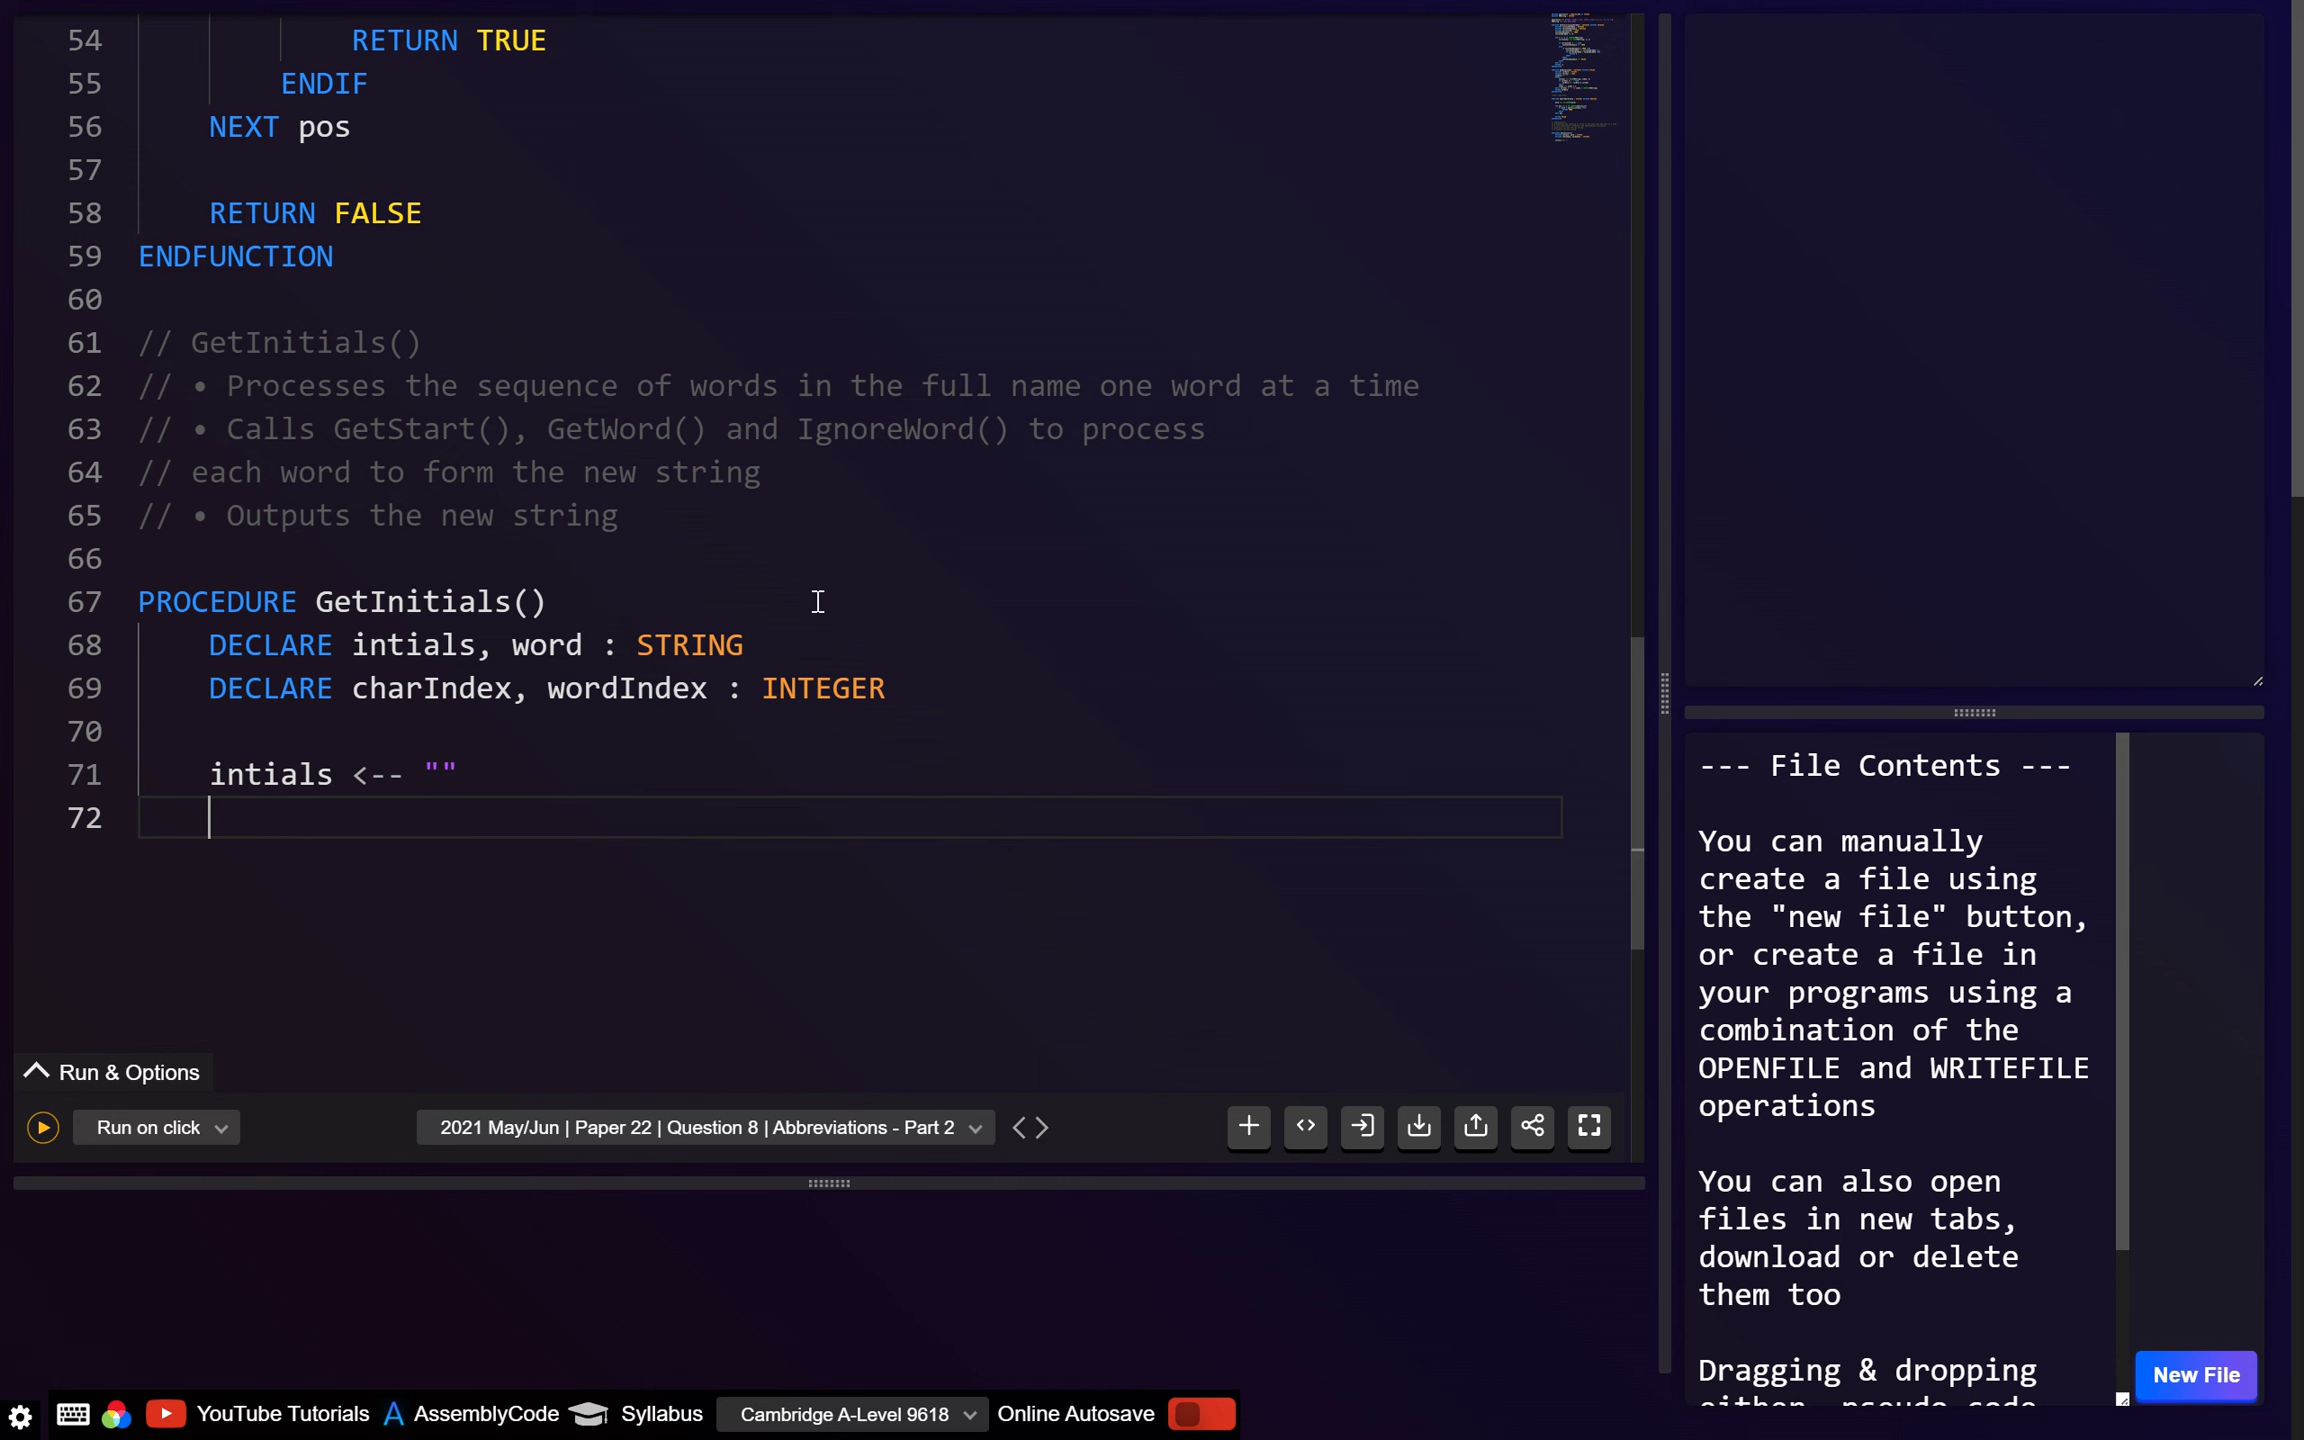 54 RETURN TRUE
55 ENDIF
56 NEXT pos
57
58 RETURN FALSE
59 ENDFUNCTION
60
61 // GetInitials()
62 // • Processes the sequence of words in the full name one word at a time
63 // • Calls GetStart(), GetWord() and IgnoreWord() to process
64 // each word to form the new string
65 // • Outputs the new string
66
67 PROCEDURE GetInitials()
68 DECLARE intials, word : STRING
69 DECLARE charIndex, wordIndex : INTEGER
70
71 intials <-- ""
72
Run & Options
Run on click
2021 May/Jun | Paper 22 | Question 8 | Abbreviations - Part 2
--- File Contents ---
You can manually
create a file using
the "new file" button,
or create a file in
your programs using a
combination of the
OPENFILE and WRITEFILE
operations
You can also open
files in new tabs,
download or delete
them too
Dragging & dropping
New File
YouTube Tutorials
AssemblyCode
Syllabus
Cambridge A-Level 9618
Online Autosave